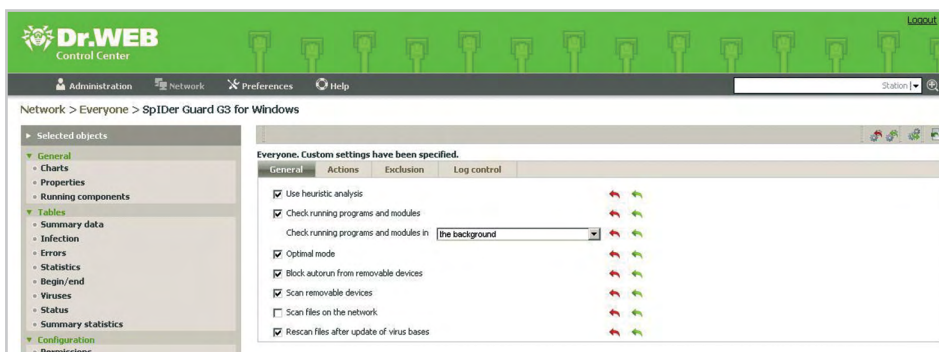 Logout
Dr.WEB
Control Center
Administration Network Preferences Help Station
Network > Everyone > SpIDer Guard G3 for Windows
Selected objects
General
Charts
Properties
Running components
Tables
Summary data
Infection
Errors
Statistics
Begin/end
Viruses
Status
Summary statistics
Configuration
Permissions
Everyone. Custom settings have been specified.
General Actions Exclusion Log control
Use heuristic analysis
Check running programs and modules
Check running programs and modules in the background
Optimal mode
Block autorun from removable devices
Scan removable devices
Scan files on the network
Rescan files after update of virus bases